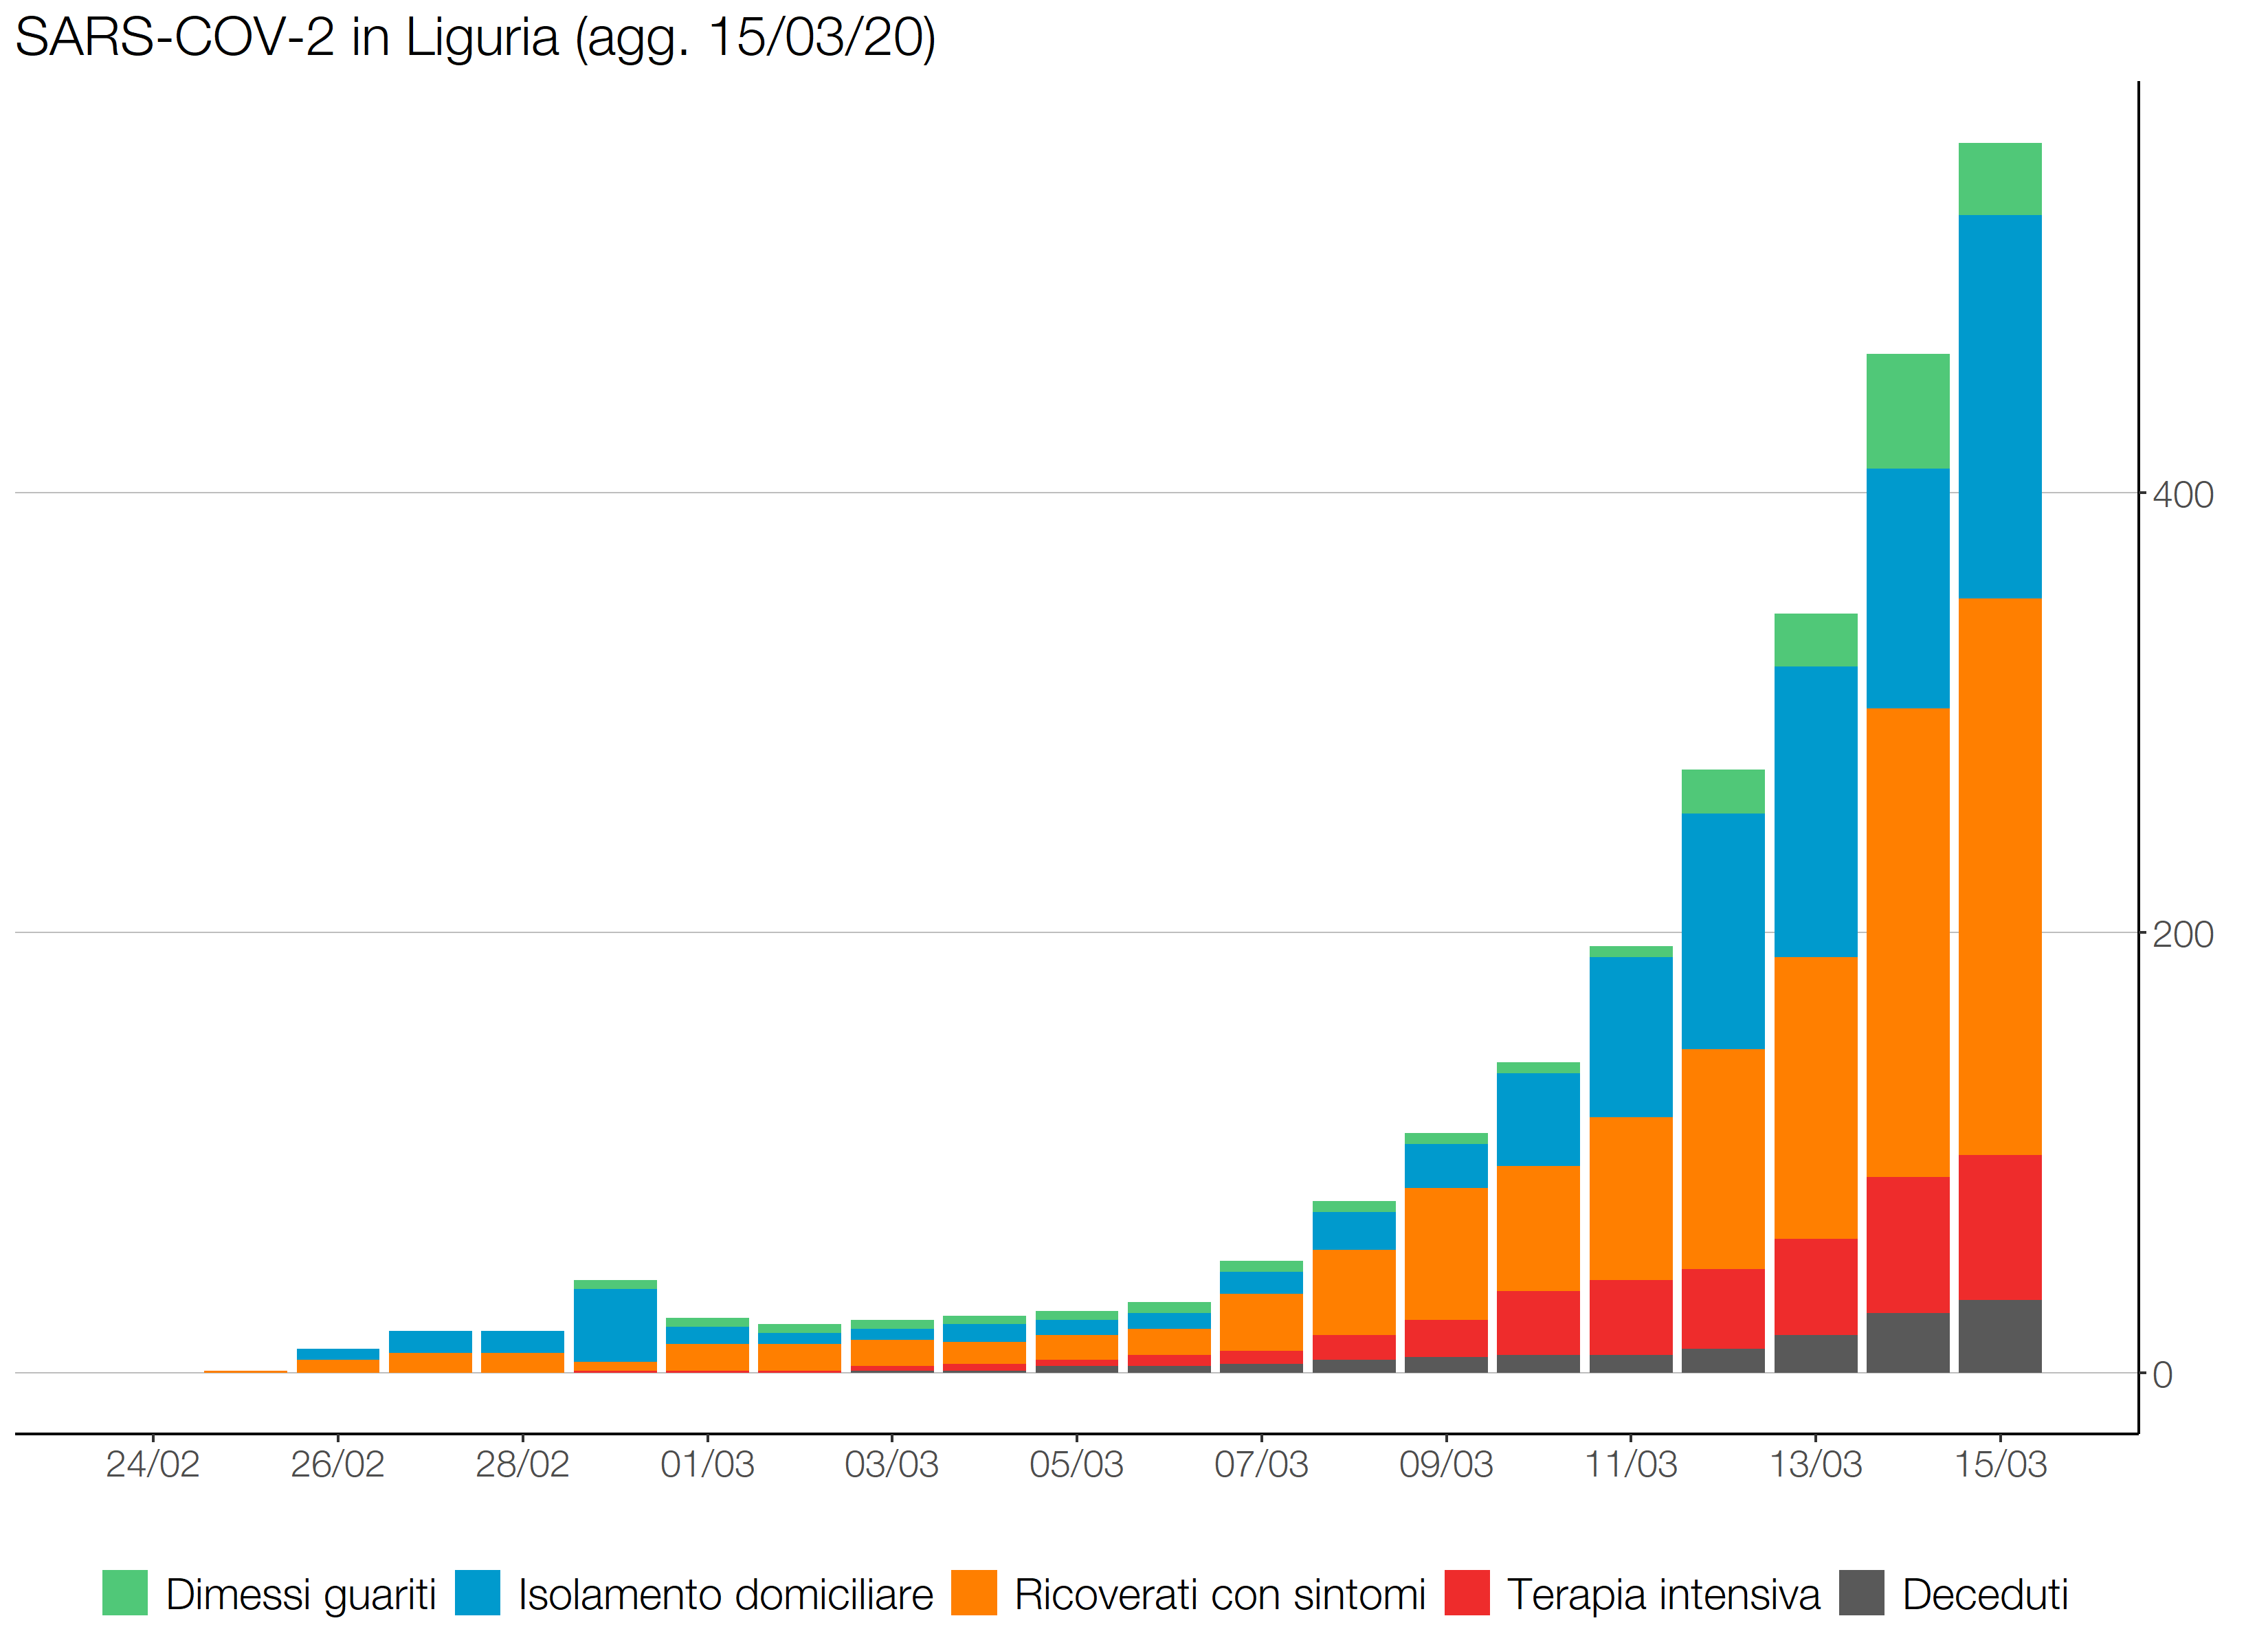 SARS-COV-2 in Liguria (agg. 15/03/20)
400
200
0
24/02 26/02 28/02 01/03 03/03 05/03 07/03 09/03 11/03 13/03 15/03
Dimessi guariti Isolamento domiciliare Ricoverati con sintomi Terapia intensiva Deceduti